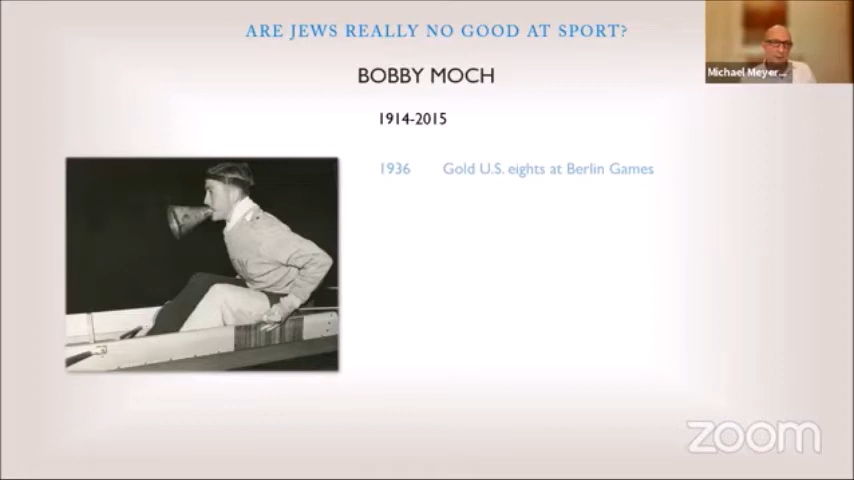 ARE JEWS REALLY NO GOOD AT SPORT?
Michael Meyer...
BOBBY MOCH
1914-2015
1936 Gold U.S. eights at Berlin Games
zoom